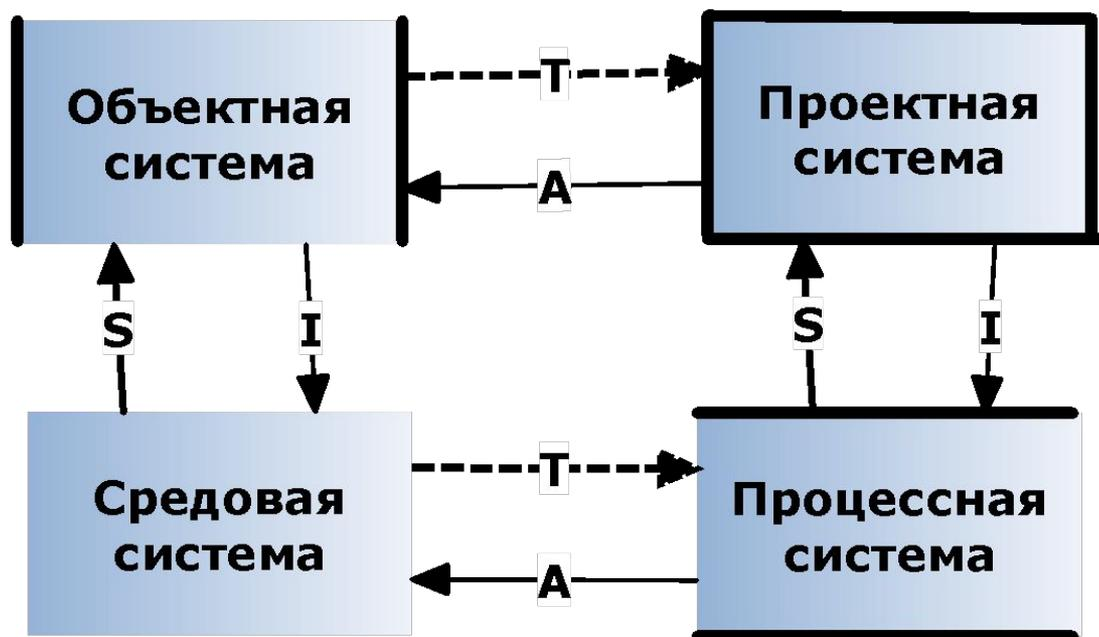 Объектная
система
T
A
Проектная
система
S
I
S
I
Средовая
система
T
A
Процессная
система